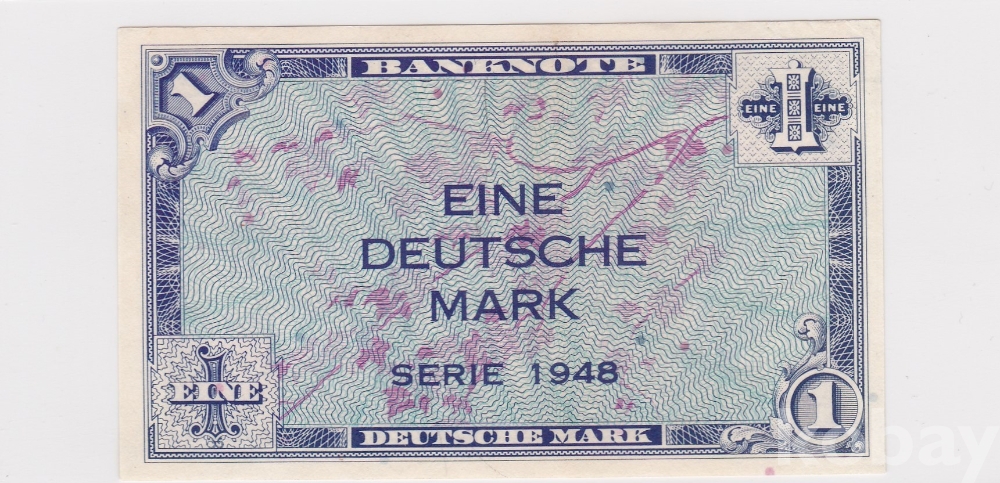 BANKNOTE
1
EINE 1 EINE
EINE
DEUTSCHE
MARK
SERIE 1948
1
EINE
1
DEUTSCHE MARK